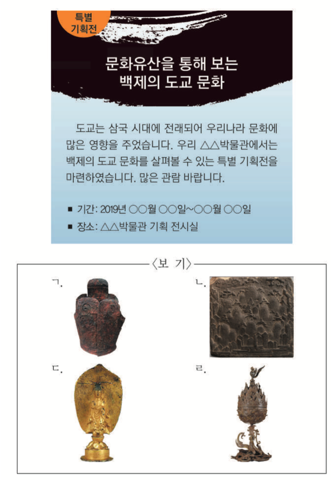 특별
기획전
문화유산을 통해 보는
백제의 도교 문화
도교는 삼국 시대에 전래되어 우리나라 문화에
많은 영향을 주었습니다. 우리 △△박물관에서는
백제의 도교 문화를 살펴볼 수 있는 특별 기획전을
마련하였습니다. 많은 관람 바랍니다.
■ 기간: 2019년 ○○월 ○○일~○○월 ○○일
■ 장소: △△박물관 기획 전시실
〈보 기〉
ㄱ. ㄴ.
ㄷ. ㄹ.